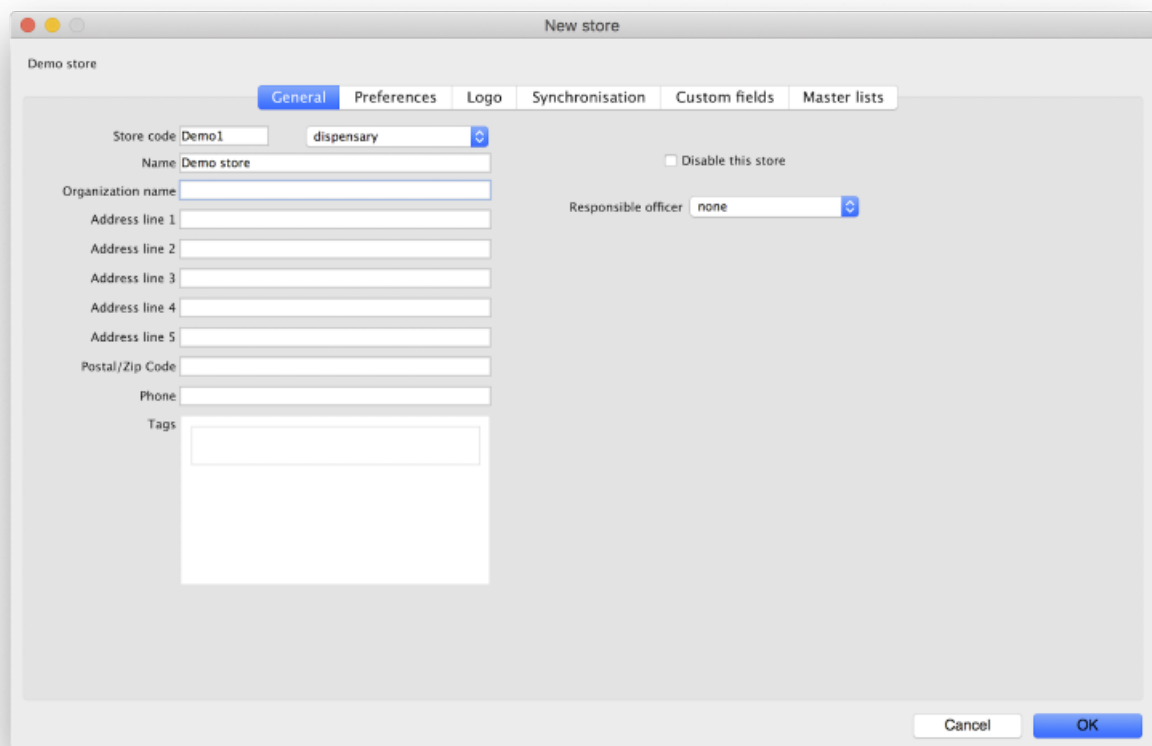 New store
Demo store
General Preferences Logo Synchronisation Custom fields Master lists
Store code Demo1 dispensary
Name Demo store
Disable this store
Organization name
Responsible officer none
Address line 1
Address line 2
Address line 3
Address line 4
Address line 5
Postal/Zip Code
Phone
Tags
Cancel OK